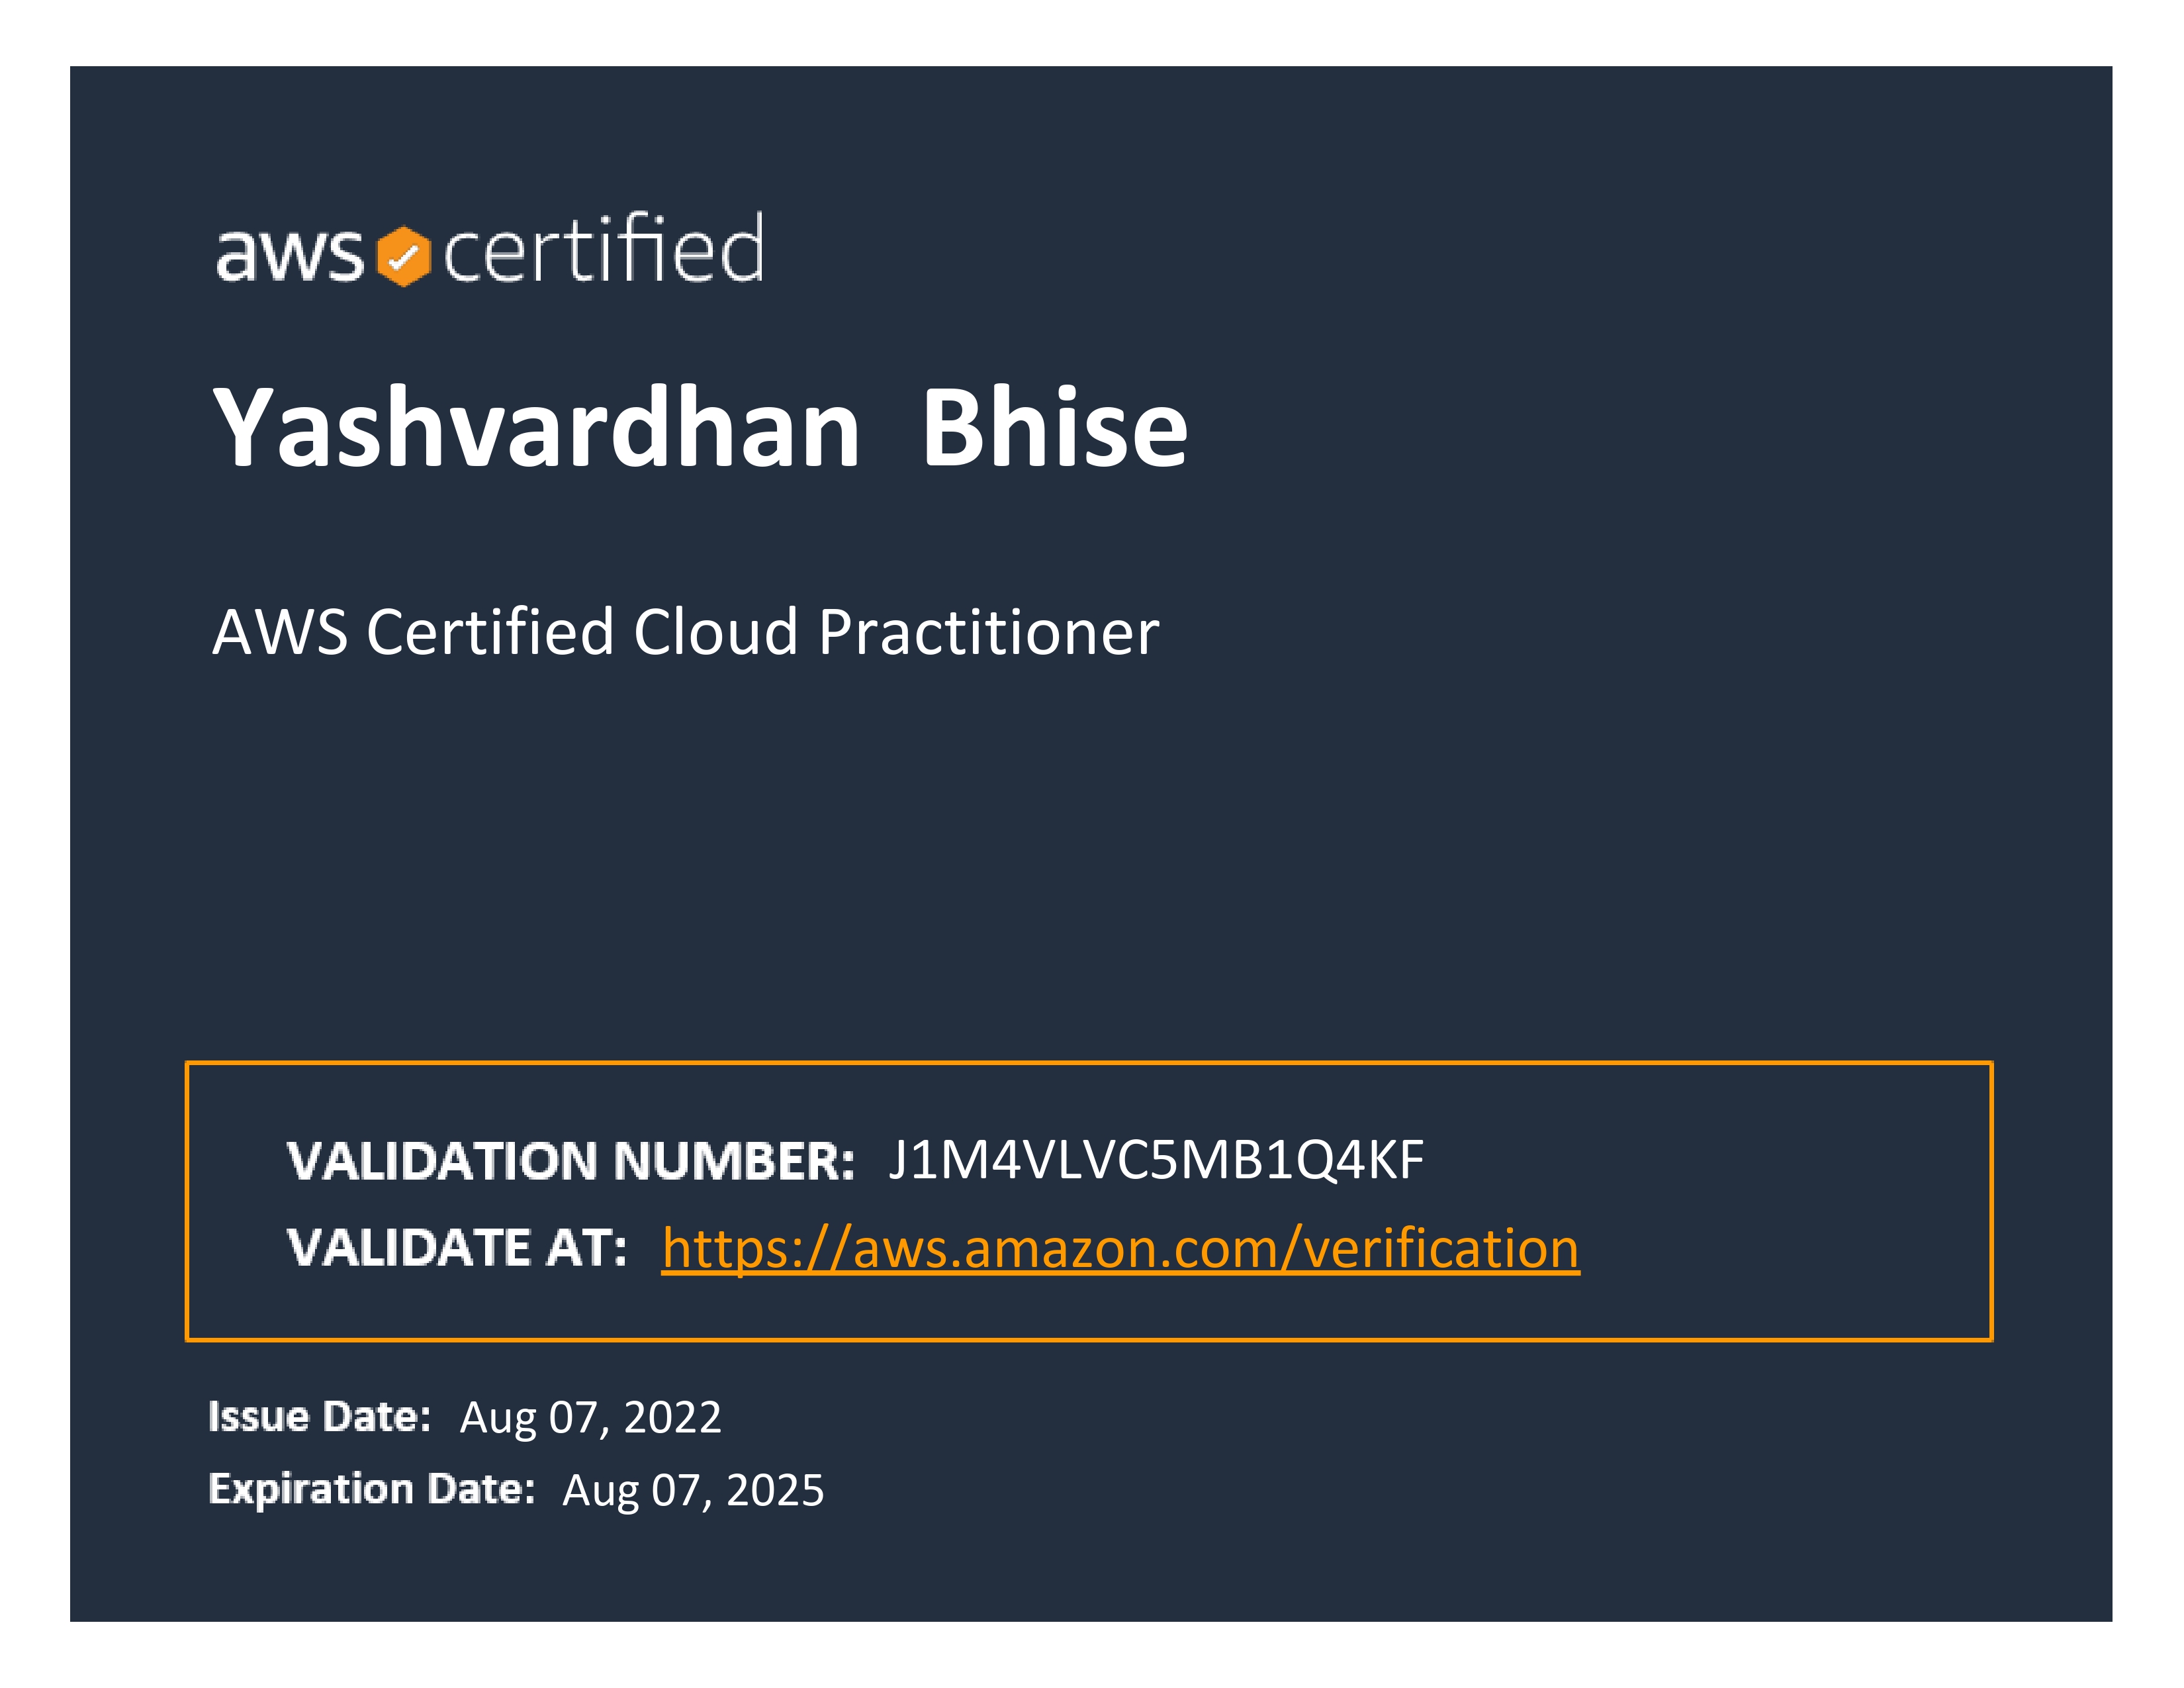 aws certified
Yashvardhan Bhise
AWS Certified Cloud Practitioner
VALIDATION NUMBER: J1M4VLVC5MB1Q4KF
VALIDATE AT: https://aws.amazon.com/verification
Issue Date: Aug 07, 2022
Expiration Date: Aug 07, 2025